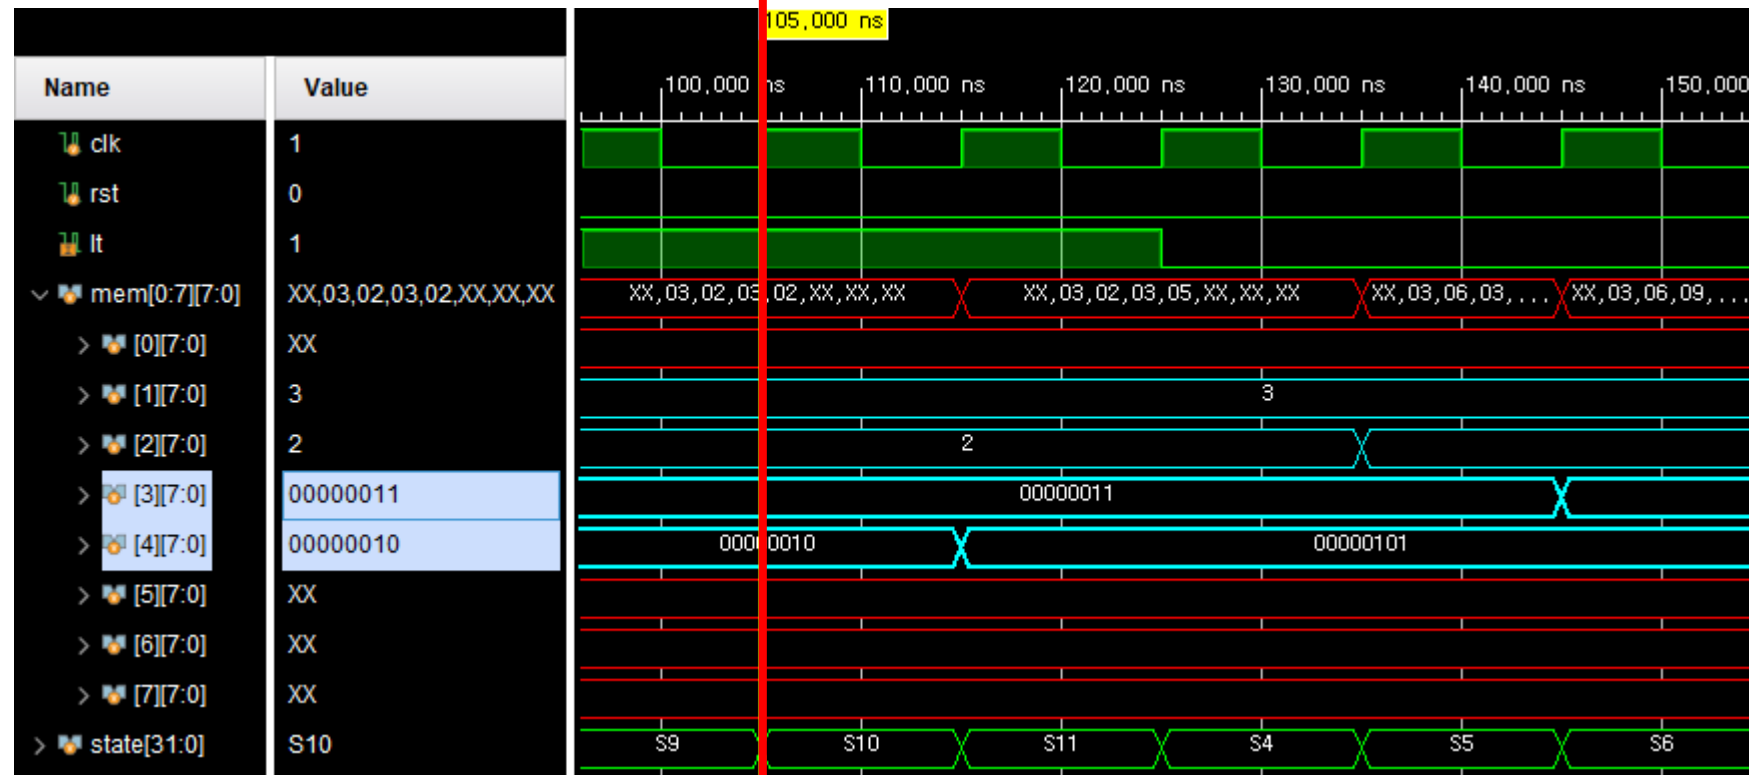 105,000 ns
Name Value 100,000 ns 110,000 ns 120,000 ns 130,000 ns 140,000 ns 150,000
clk 1
rst 0
lt 1
mem[0:7][7:0] XX,03,02,03,02,XX,XX,XX XX,03,02,03,02,XX,XX,XX XX,03,02,03,05,XX,XX,XX XX,03,06,03,... XX,03,06,09,...
[0][7:0] XX
[1][7:0] 3 3
[2][7:0] 2 2
[3][7:0] 00000011 00000011
[4][7:0] 00000010 00000010 00000101
[5][7:0] XX
[6][7:0] XX
[7][7:0] XX
state[31:0] S10 S9 S10 S11 S4 S5 S6